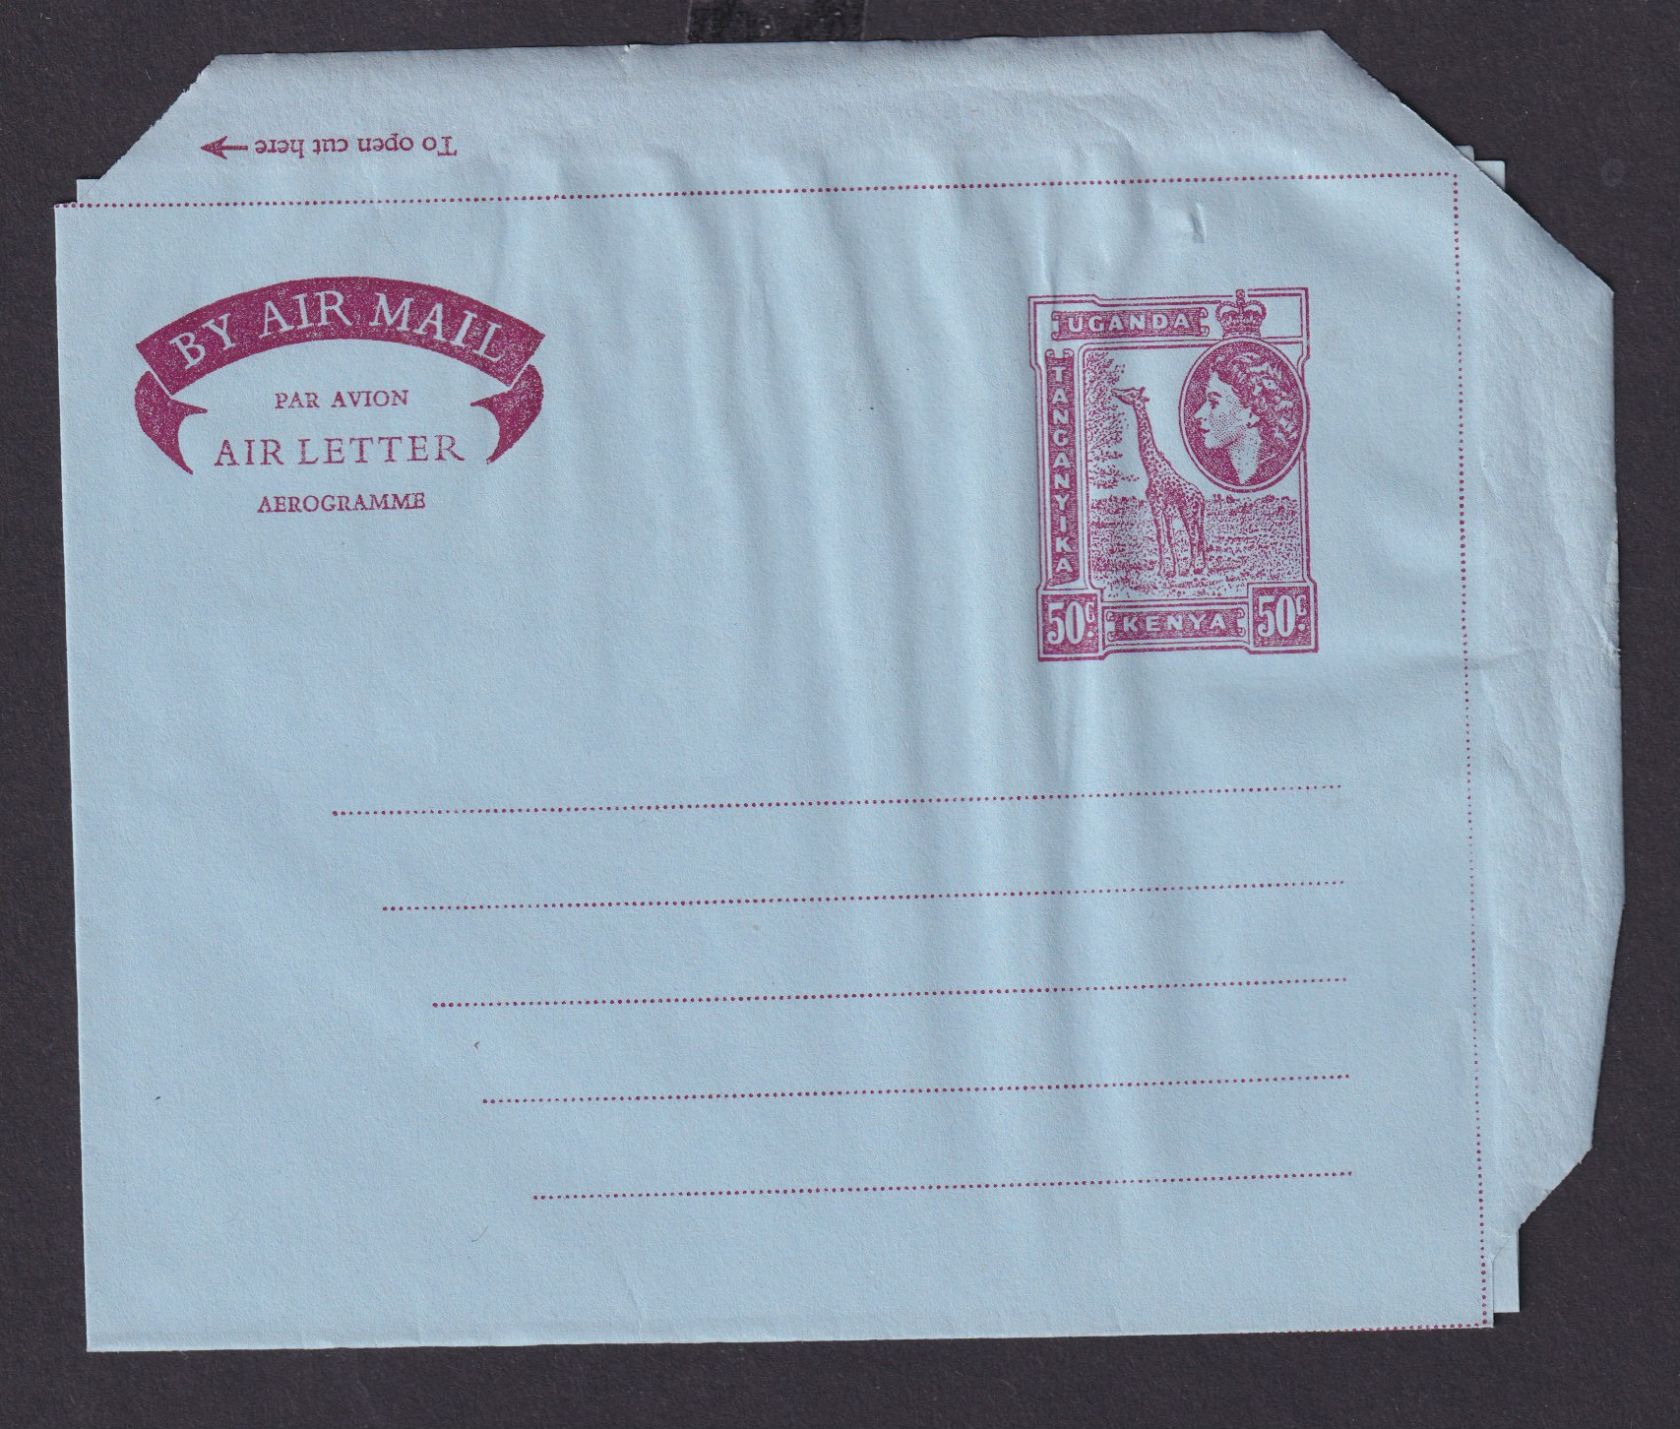 To open cut here
BY AIR MAIL
PAR AVION
AIR LETTER
AEROGRAMME
UGANDA
TANGANYIKA
50c. KENYA 50c.